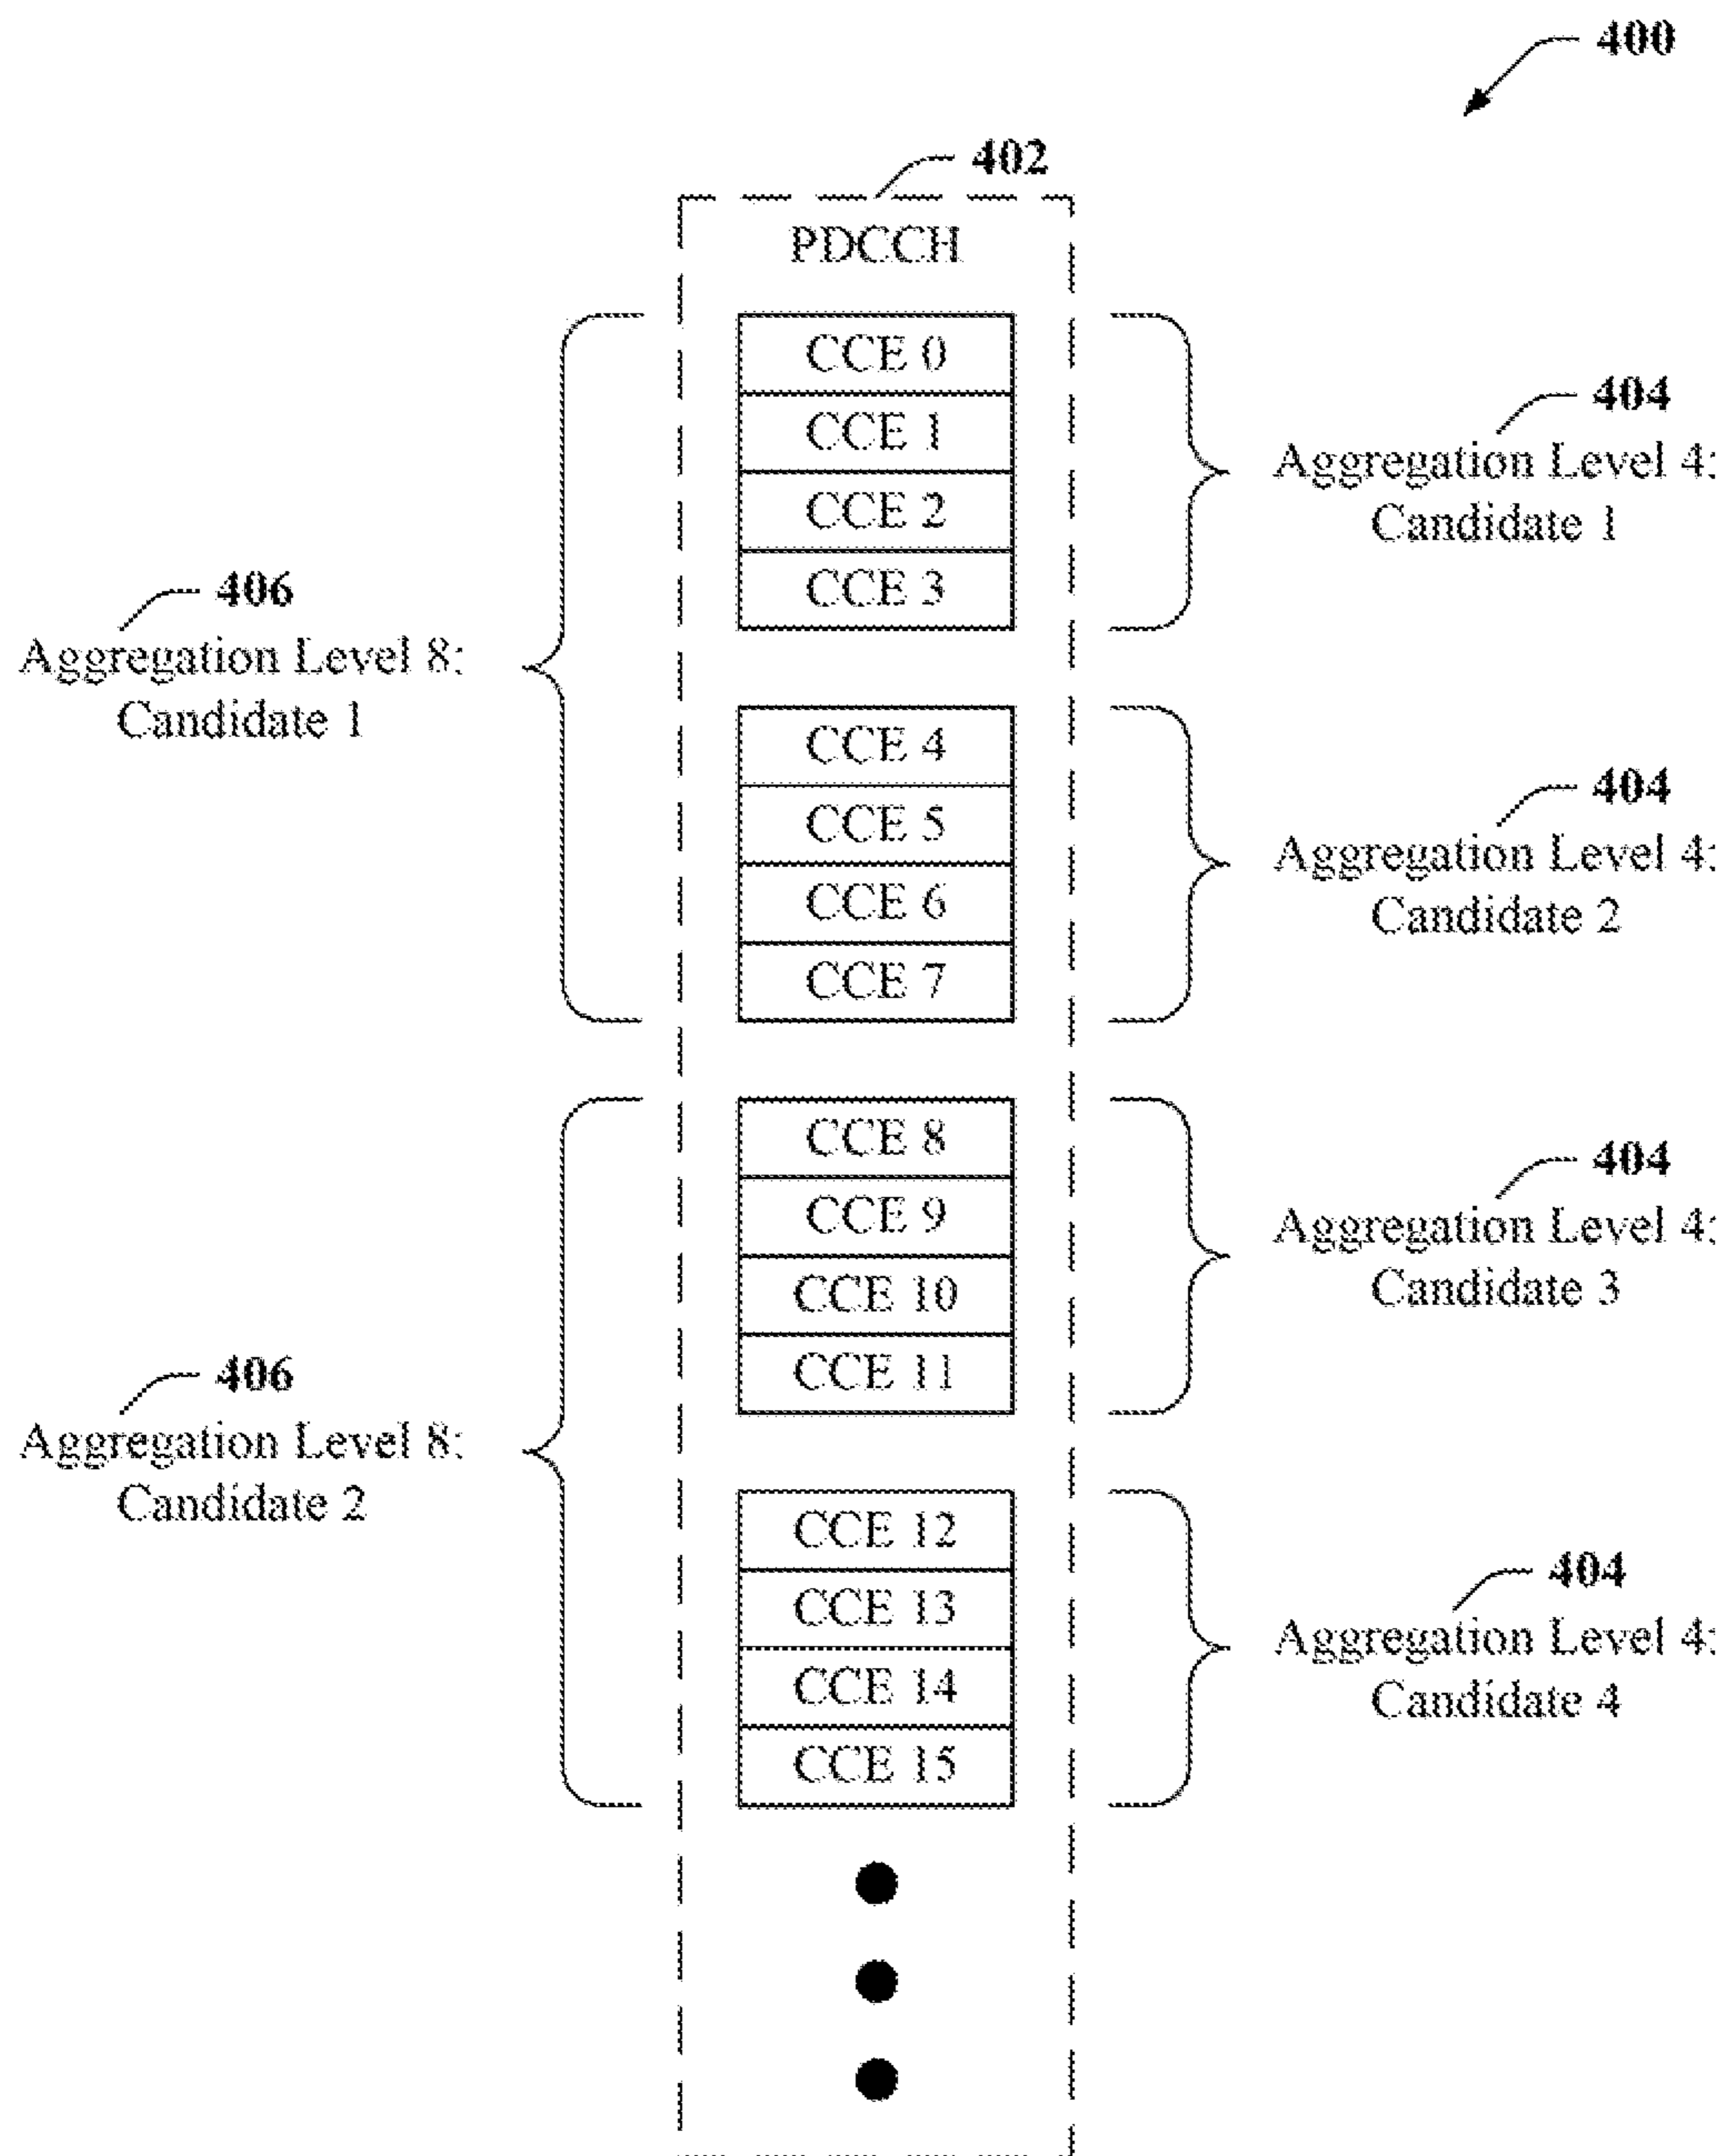 400
402
PDCCH
CCE 0
CCE 1
CCE 2
CCE 3
404
Aggregation Level 4:
Candidate 1
406
Aggregation Level 8:
Candidate 1
CCE 4
CCE 5
CCE 6
CCE 7
404
Aggregation Level 4:
Candidate 2
CCE 8
CCE 9
CCE 10
CCE 11
404
Aggregation Level 4:
Candidate 3
406
Aggregation Level 8:
Candidate 2
CCE 12
CCE 13
CCE 14
CCE 15
404
Aggregation Level 4:
Candidate 4